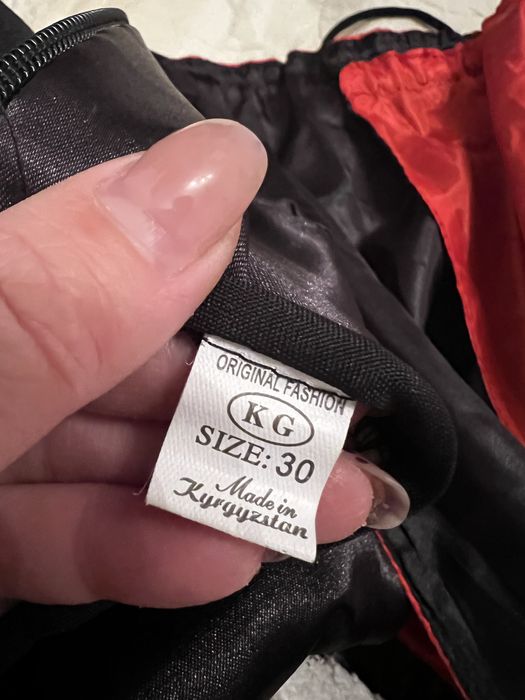 ORIGINAL FASHION
KG
SIZE: 30
Made in
Kyrgyzstan